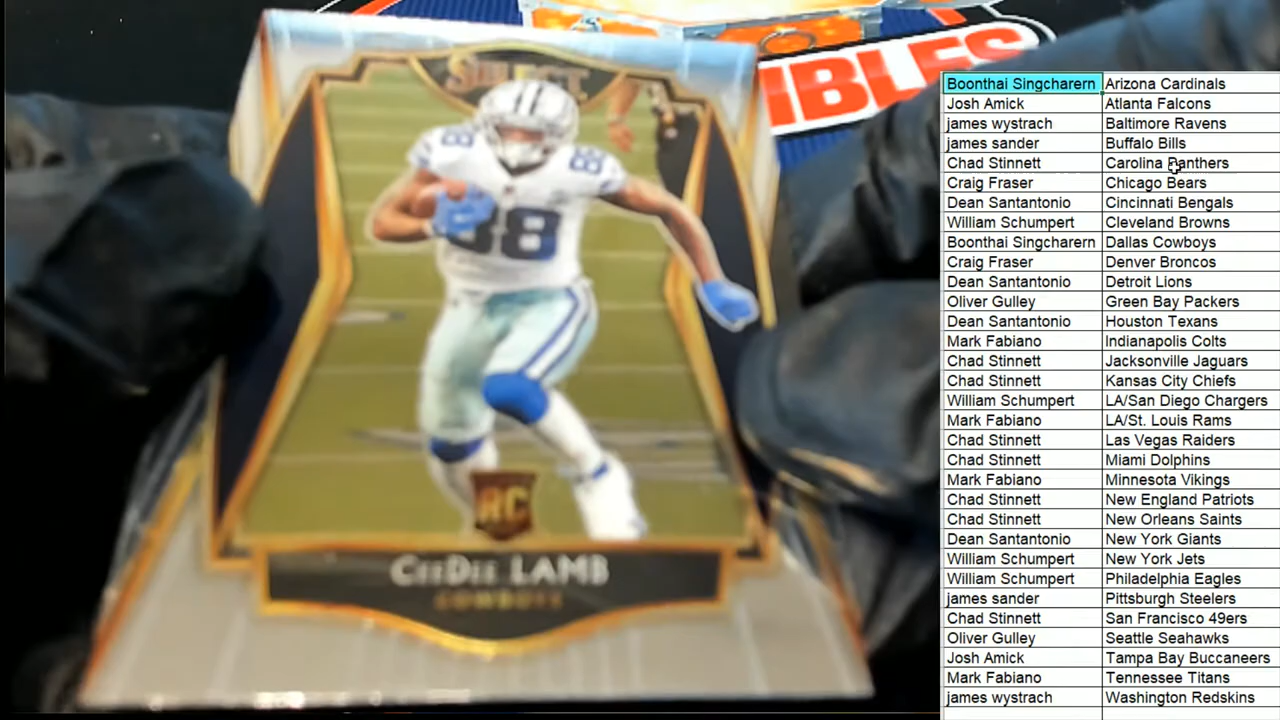 SELECT
IBLES
88
88
88
RC
CEEDEE LAMB
COWBOYS
Boonthai Singcharern Arizona Cardinals
Josh Amick Atlanta Falcons
james wystrach Baltimore Ravens
james sander Buffalo Bills
Chad Stinnett Carolina Panthers
Craig Fraser Chicago Bears
Dean Santantonio Cincinnati Bengals
William Schumpert Cleveland Browns
Boonthai Singcharern Dallas Cowboys
Craig Fraser Denver Broncos
Dean Santantonio Detroit Lions
Oliver Gulley Green Bay Packers
Dean Santantonio Houston Texans
Mark Fabiano Indianapolis Colts
Chad Stinnett Jacksonville Jaguars
Chad Stinnett Kansas City Chiefs
William Schumpert LA/San Diego Chargers
Mark Fabiano LA/St. Louis Rams
Chad Stinnett Las Vegas Raiders
Chad Stinnett Miami Dolphins
Mark Fabiano Minnesota Vikings
Chad Stinnett New England Patriots
Chad Stinnett New Orleans Saints
Dean Santantonio New York Giants
William Schumpert New York Jets
William Schumpert Philadelphia Eagles
james sander Pittsburgh Steelers
Chad Stinnett San Francisco 49ers
Oliver Gulley Seattle Seahawks
Josh Amick Tampa Bay Buccaneers
Mark Fabiano Tennessee Titans
james wystrach Washington Redskins